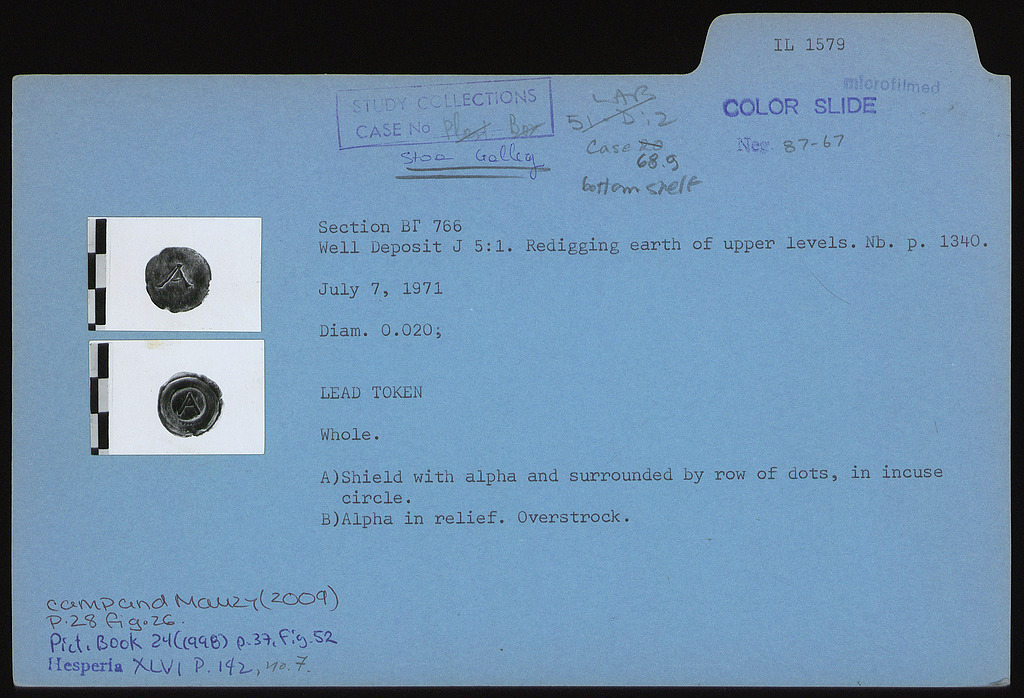 IL 1579
microfilmed
STUDY COLLECTIONS
CASE No Plast. Box
Stoa Gallery
LAB
51 D:2
Case
68.9
bottom shelf
COLOR SLIDE
Neg. 87-67
A
A
Section ΒΓ 766
Well Deposit J 5:1. Redigging earth of upper levels. Nb. p. 1340.
July 7, 1971
Diam. 0.020;
LEAD TOKEN
Whole.
A)Shield with alpha and surrounded by row of dots, in incuse
circle.
B)Alpha in relief. Overstrock.
Camp and Mauzy (2009)
P.28 fig.26.
Pict. Book 24 (1998) p.37, Fig.52
Hesperia XLVI P. 142, no. 7.